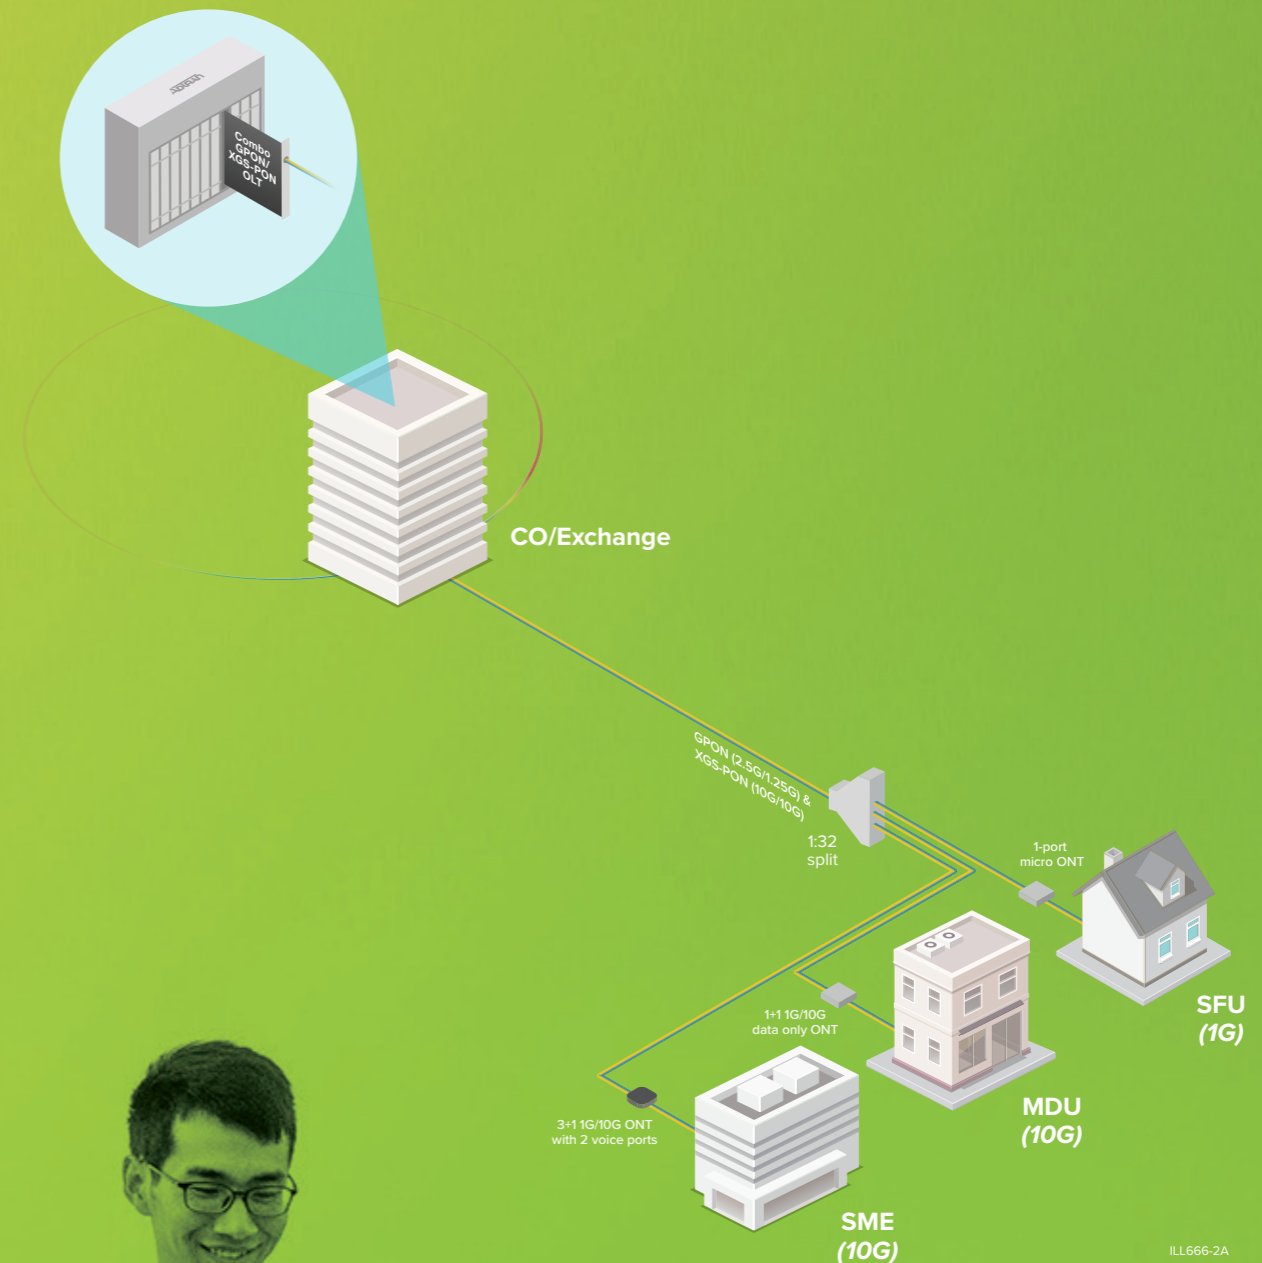 ADTRAN
Combo
GPON/
XGS-PON
OLT
CO/Exchange
GPON (2.5G/1.25G) &
XGS-PON (10G/10G)
1:32
split
1-port
micro ONT
SFU
(1G)
1+1 1G/10G
data only ONT
MDU
(10G)
3+1 1G/10G ONT
with 2 voice ports
SME
(10G)
ILL666-2A